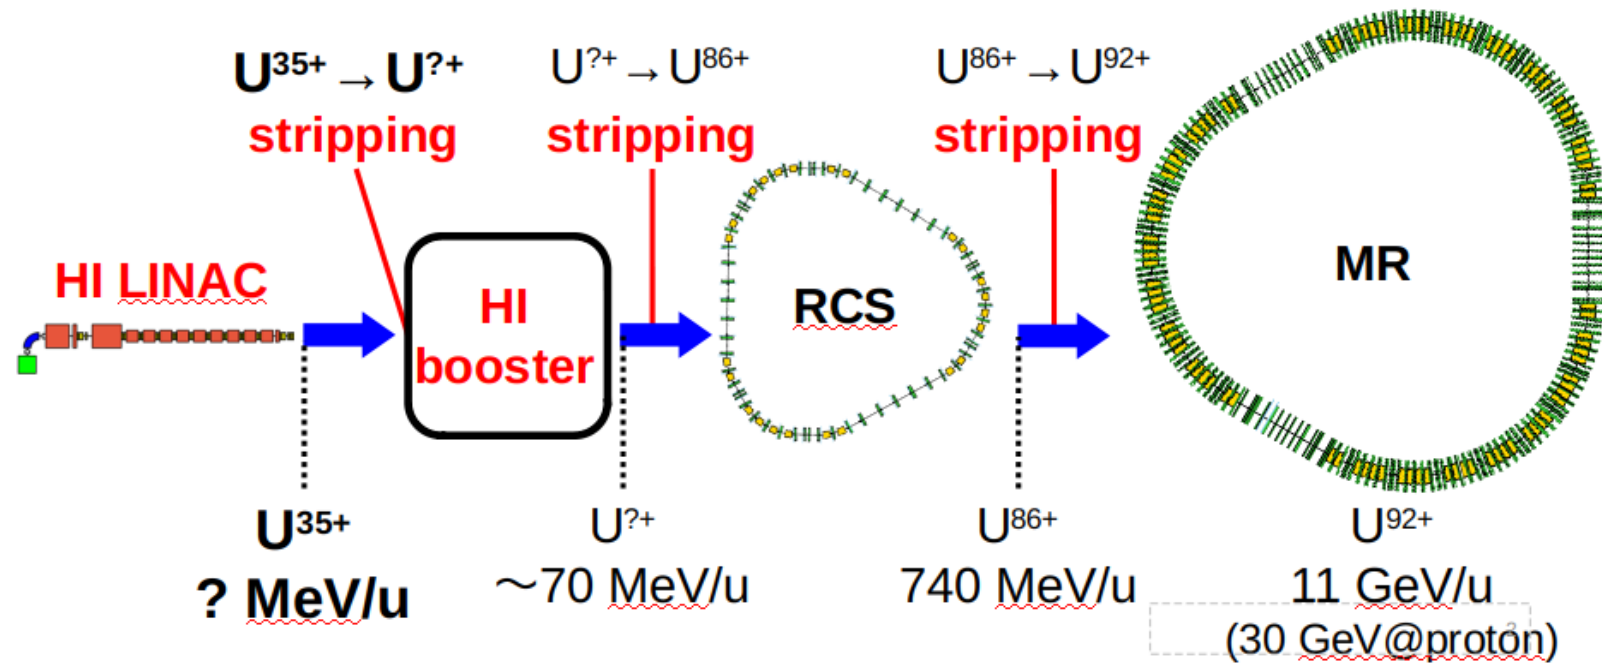 U³⁵⁺→U?⁺
stripping
U?⁺→U⁸⁶⁺
stripping
U⁸⁶⁺→U⁹²⁺
stripping
HI LINAC
HI
booster
RCS
MR
U³⁵⁺
? MeV/u
U?⁺
～70 MeV/u
U⁸⁶⁺
740 MeV/u
U⁹²⁺
11 GeV/u
(30 GeV@proton)
2